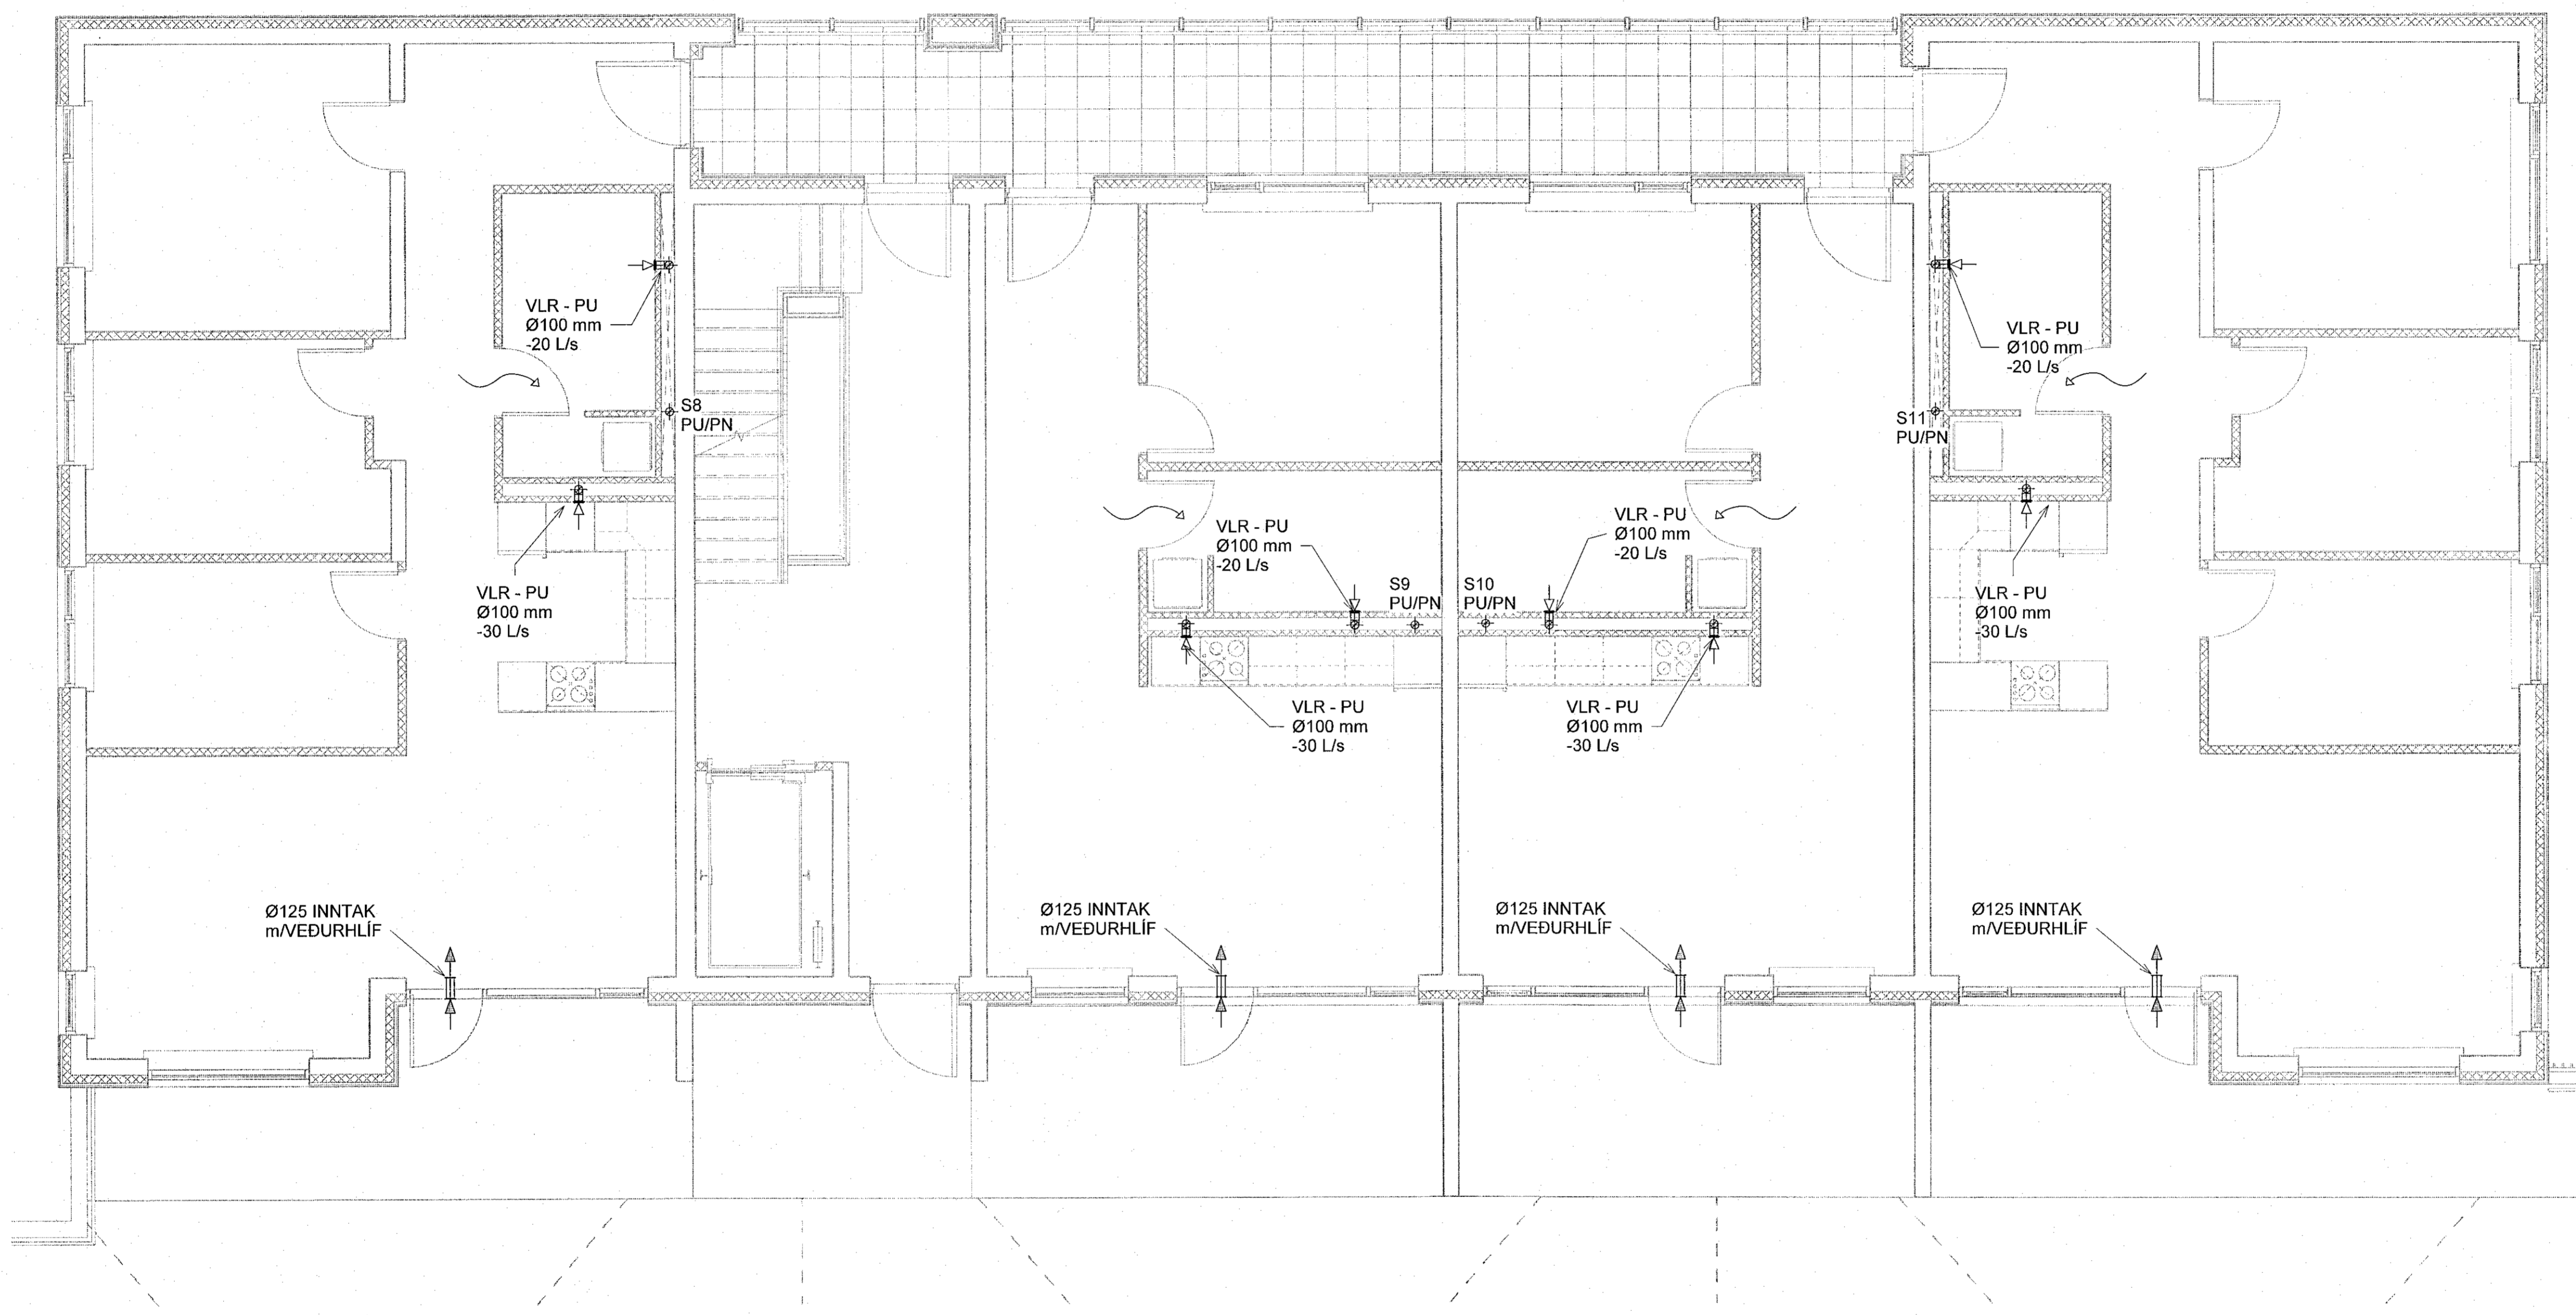 VLR - PU
Ø100 mm
-20 L/s
S8
PU/PN
VLR - PU
Ø100 mm
-30 L/s
VLR - PU
Ø100 mm
-20 L/s
S9
PU/PN
S10
PU/PN
VLR - PU
Ø100 mm
-20 L/s
VLR - PU
Ø100 mm
-30 L/s
VLR - PU
Ø100 mm
-30 L/s
VLR - PU
Ø100 mm
-20 L/s
S11
PU/PN
VLR - PU
Ø100 mm
-30 L/s
Ø125 INNTAK
m/VEÐURHLÍF
Ø125 INNTAK
m/VEÐURHLÍF
Ø125 INNTAK
m/VEÐURHLÍF
Ø125 INNTAK
m/VEÐURHLÍF